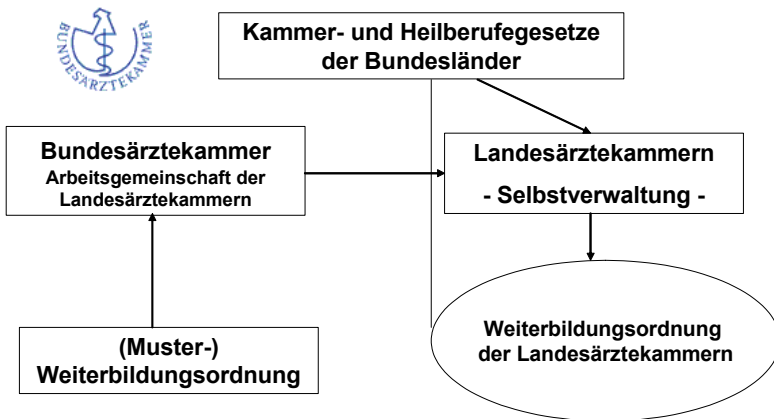 BUNDESÄRZTEKAMMER
Kammer- und Heilberufegesetze
der Bundesländer
Bundesärztekammer
Arbeitsgemeinschaft der
Landesärztekammern
Landesärztekammern
- Selbstverwaltung -
(Muster-)
Weiterbildungsordnung
Weiterbildungsordnung
der Landesärztekammern